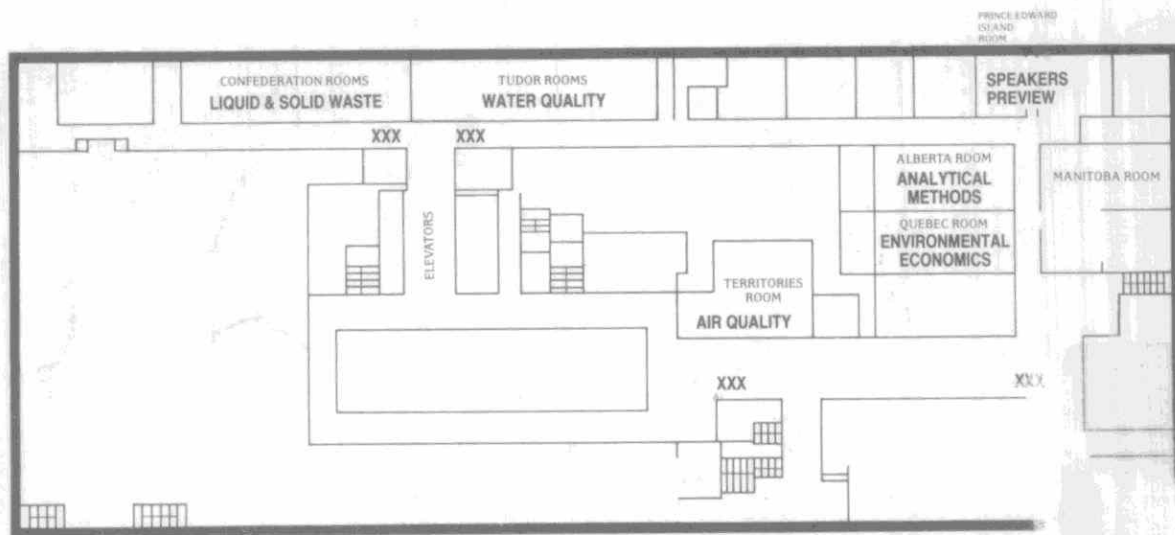 PRINCE EDWARD
ISLAND
ROOM
CONFEDERATION ROOMS
LIQUID & SOLID WASTE
TUDOR ROOMS
WATER QUALITY
SPEAKERS
PREVIEW
XXX
XXX
ALBERTA ROOM
ANALYTICAL
METHODS
MANITOBA ROOM
QUEBEC ROOM
ENVIRONMENTAL
ECONOMICS
ELEVATORS
TERRITORIES
ROOM
AIR QUALITY
XXX
XXX